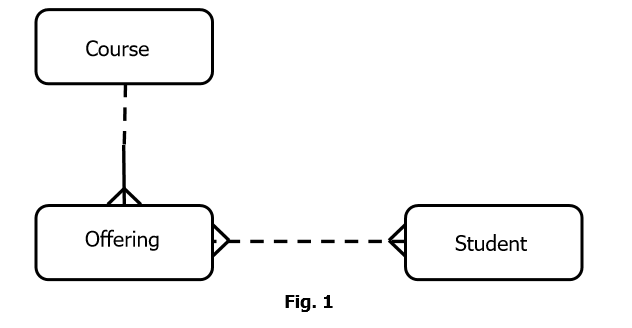 Course
Offering
Student
Fig. 1